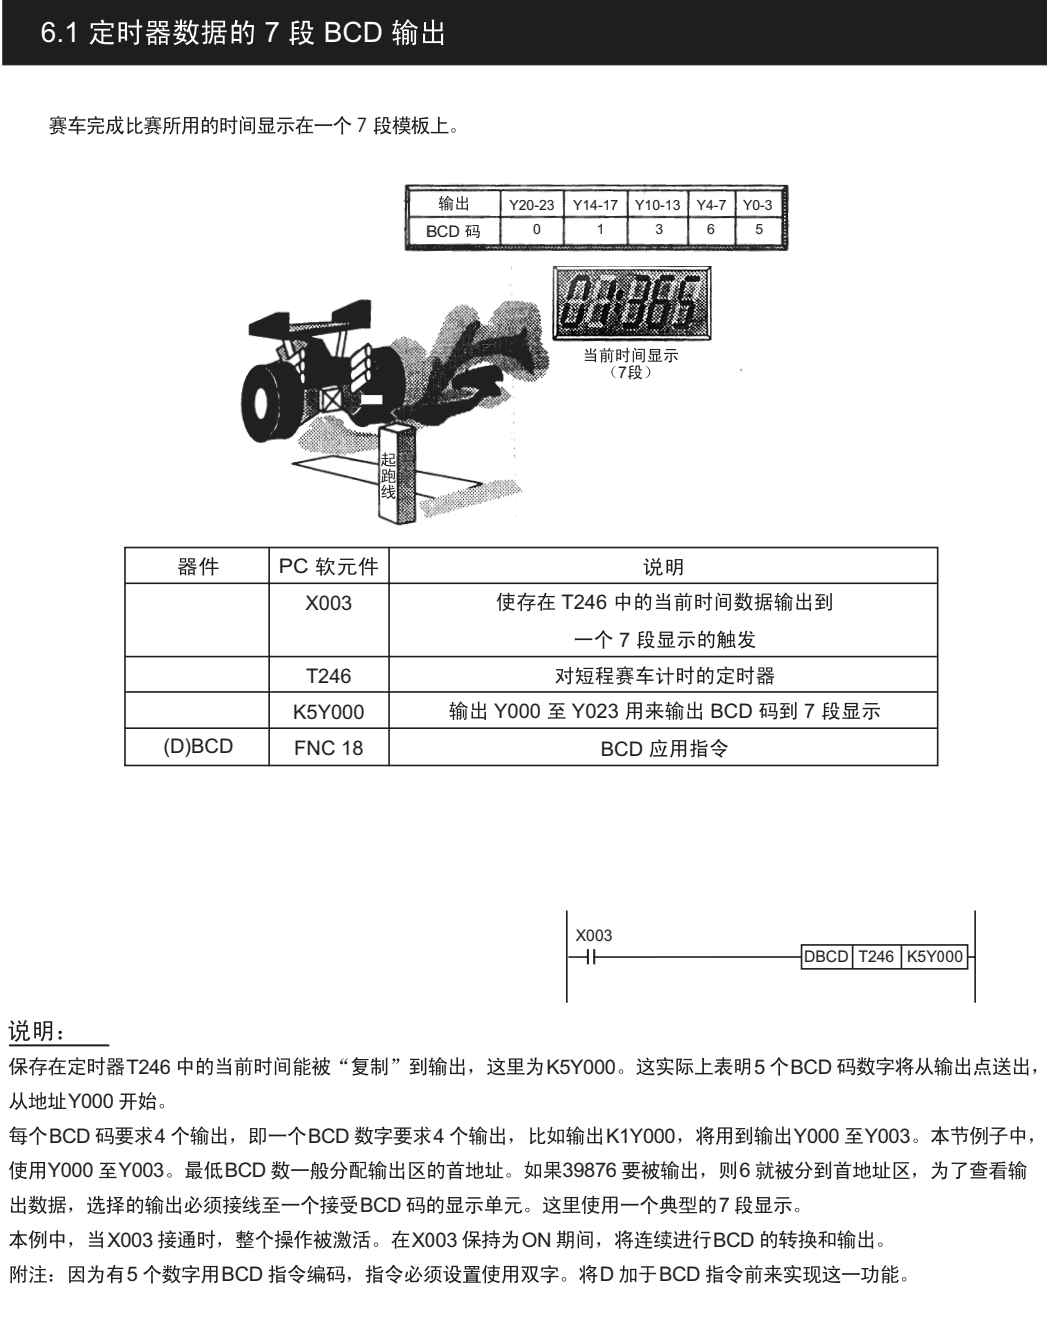 6.1 定时器数据的 7 段 BCD 输出
赛车完成比赛所用的时间显示在一个 7 段模板上。
输出 Y20-23 Y14-17 Y10-13 Y4-7 Y0-3
BCD 码 0 1 3 6 5
01:365
当前时间显示
（7段）
起跑线
器件 PC 软元件 说明
X003 使存在 T246 中的当前时间数据输出到
一个 7 段显示的触发
T246 对短程赛车计时的定时器
K5Y000 输出 Y000 至 Y023 用来输出 BCD 码到 7 段显示
(D)BCD FNC 18 BCD 应用指令
X003
DBCD T246 K5Y000
说明：
保存在定时器T246 中的当前时间能被“复制”到输出，这里为K5Y000。这实际上表明5 个BCD 码数字将从输出点送出，
从地址Y000 开始。
每个BCD 码要求4 个输出，即一个BCD 数字要求4 个输出，比如输出K1Y000，将用到输出Y000 至Y003。本节例子中，
使用Y000 至Y003。最低BCD 数一般分配输出区的首地址。如果39876 要被输出，则6 就被分到首地址区，为了查看输
出数据，选择的输出必须接线至一个接受BCD 码的显示单元。这里使用一个典型的7 段显示。
本例中，当X003 接通时，整个操作被激活。在X003 保持为ON 期间，将连续进行BCD 的转换和输出。
附注：因为有5 个数字用BCD 指令编码，指令必须设置使用双字。将D 加于BCD 指令前来实现这一功能。